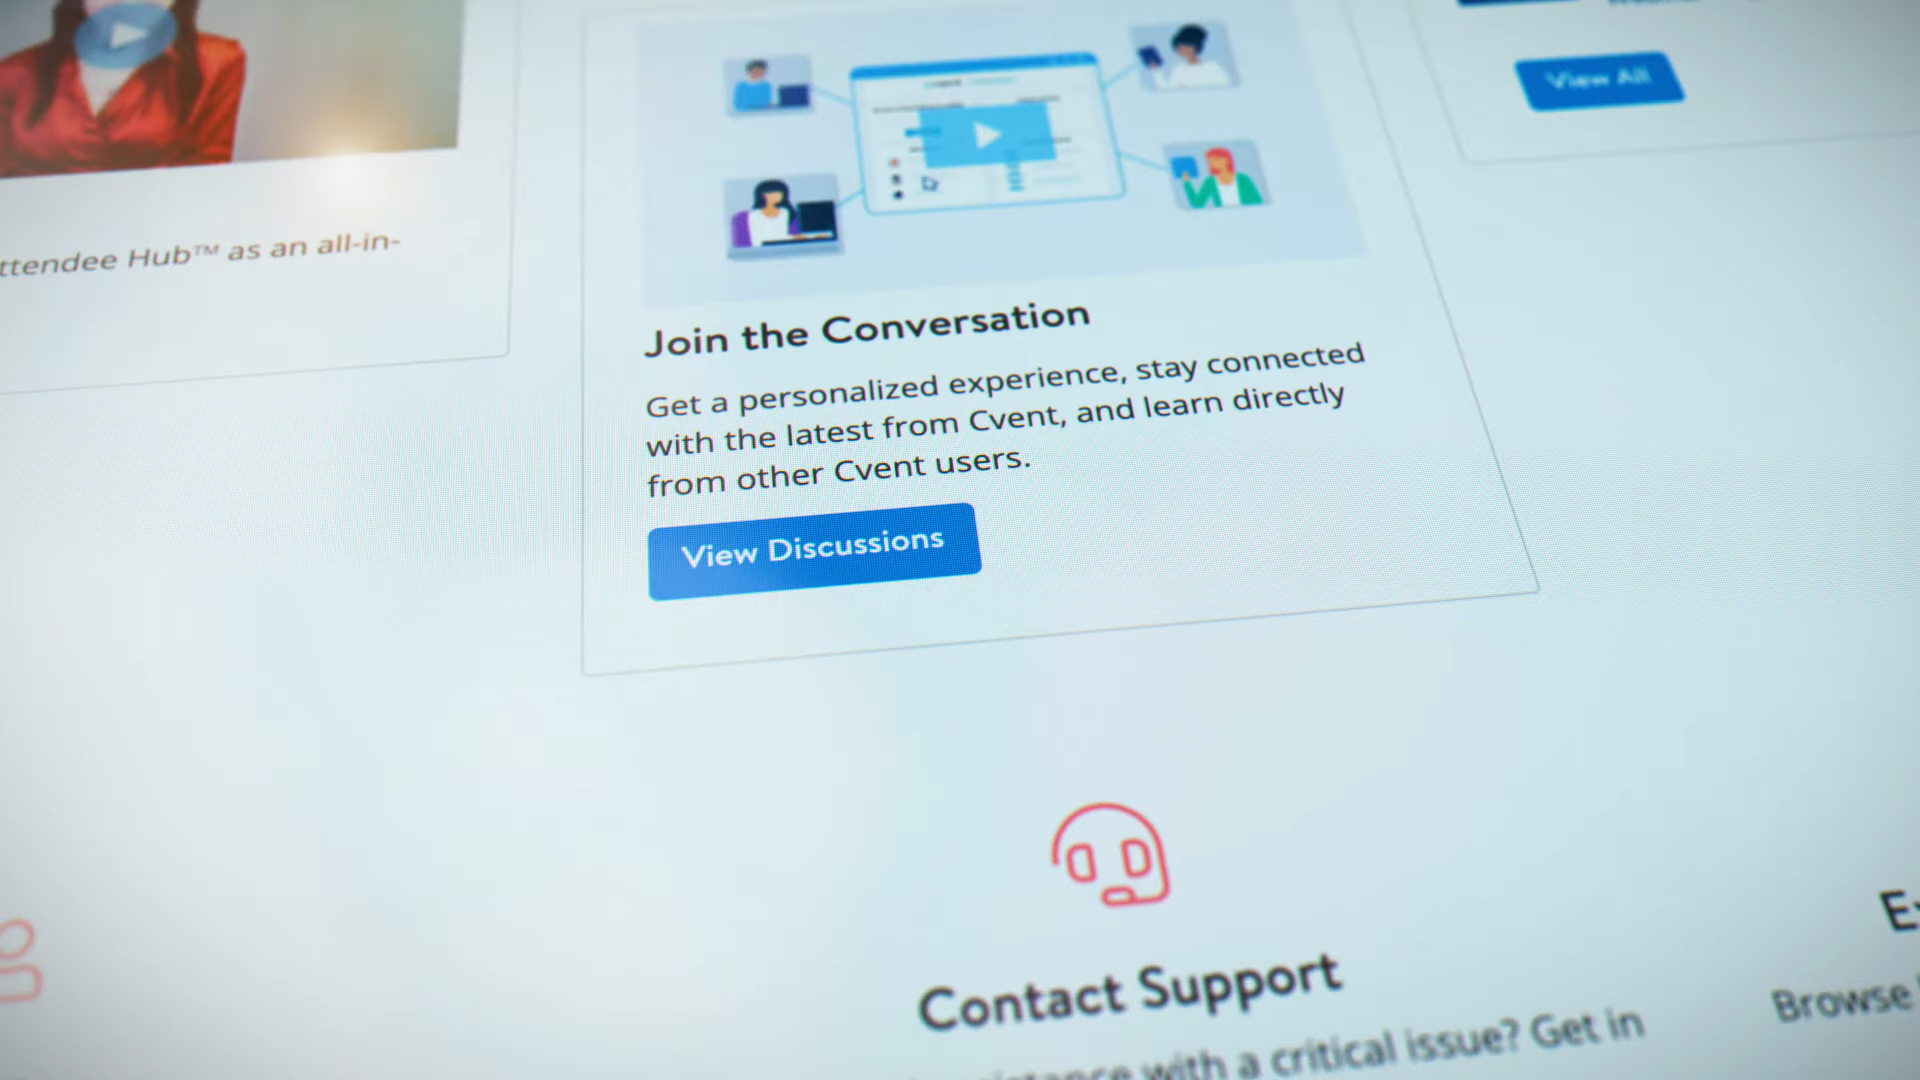 View All
ttendee Hub™ as an all-in-
Join the Conversation
Get a personalized experience, stay connected
with the latest from Cvent, and learn directly
from other Cvent users.
View Discussions
Contact Support
with a critical issue? Get in
Browse